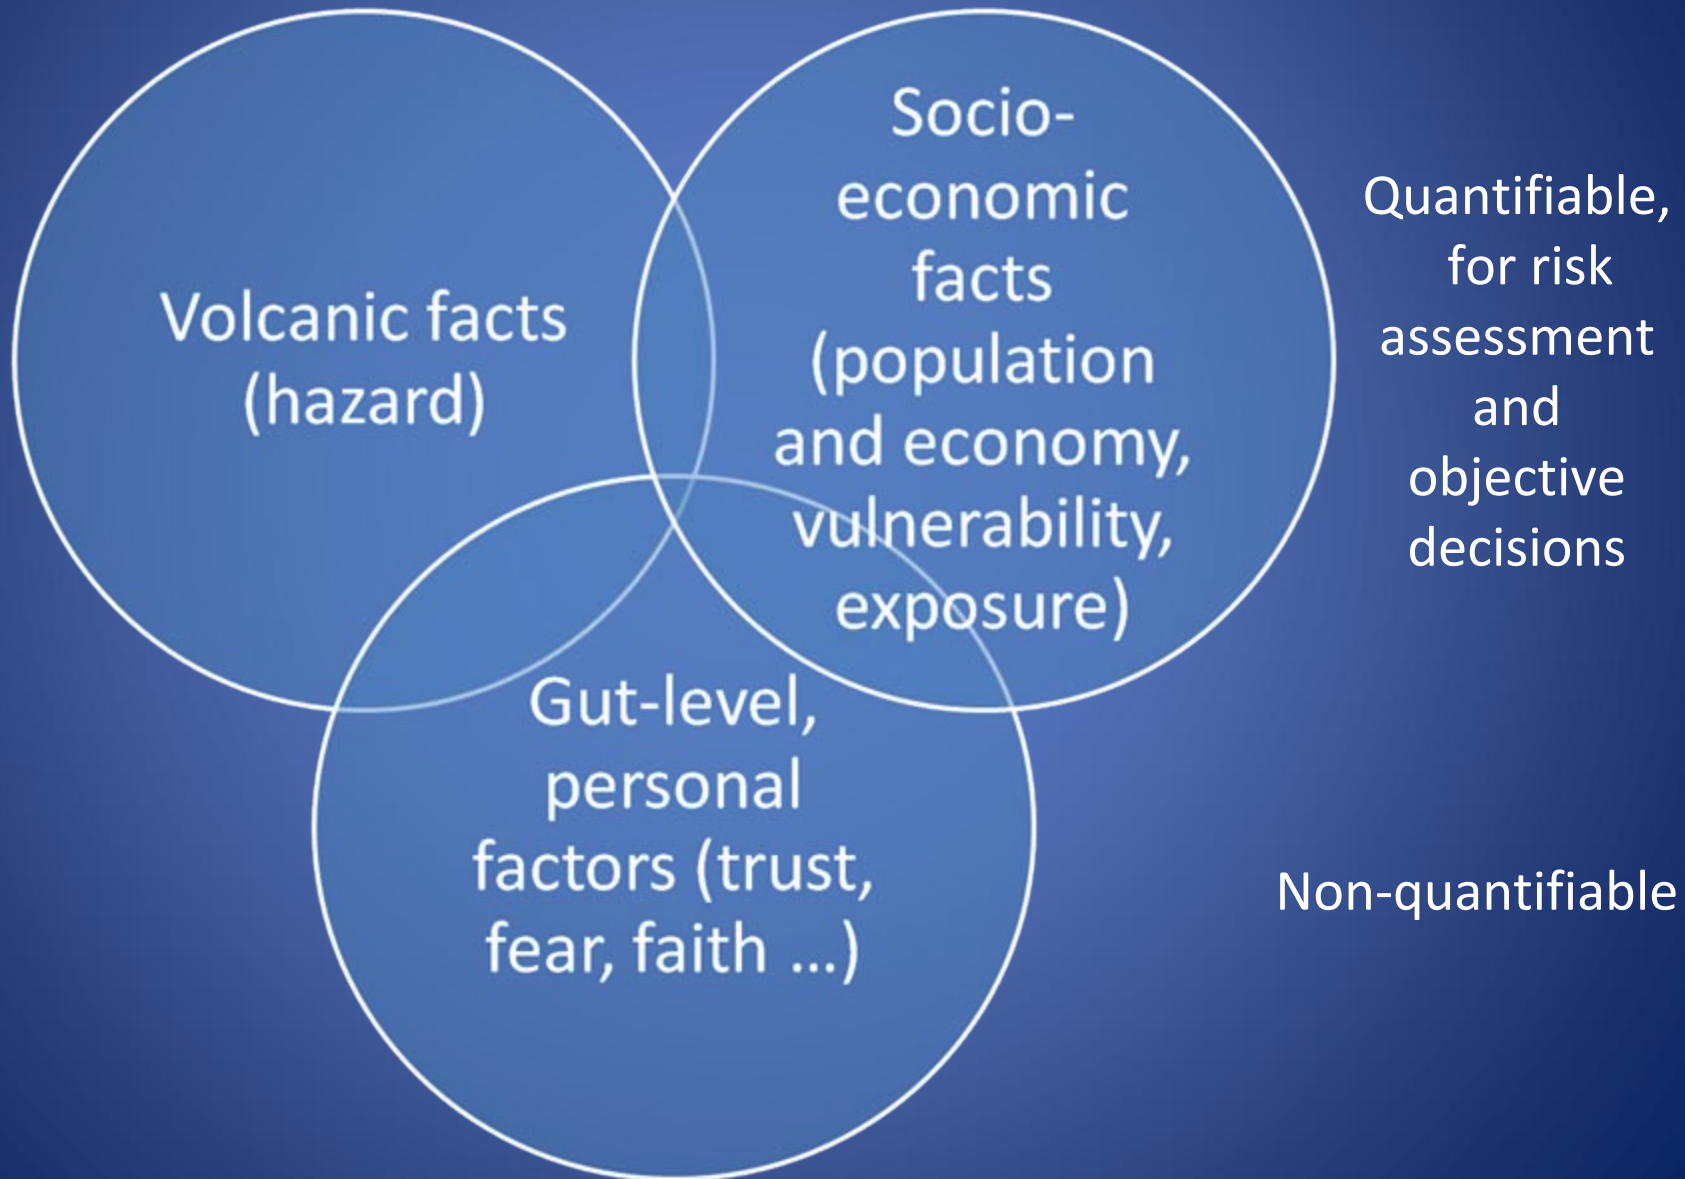 Volcanic facts
(hazard)
Socio-
economic
facts
(population
and economy,
vulnerability,
exposure)
Quantifiable,
for risk
assessment
and
objective
decisions
Gut-level,
personal
factors (trust,
fear, faith ...)
Non-quantifiable